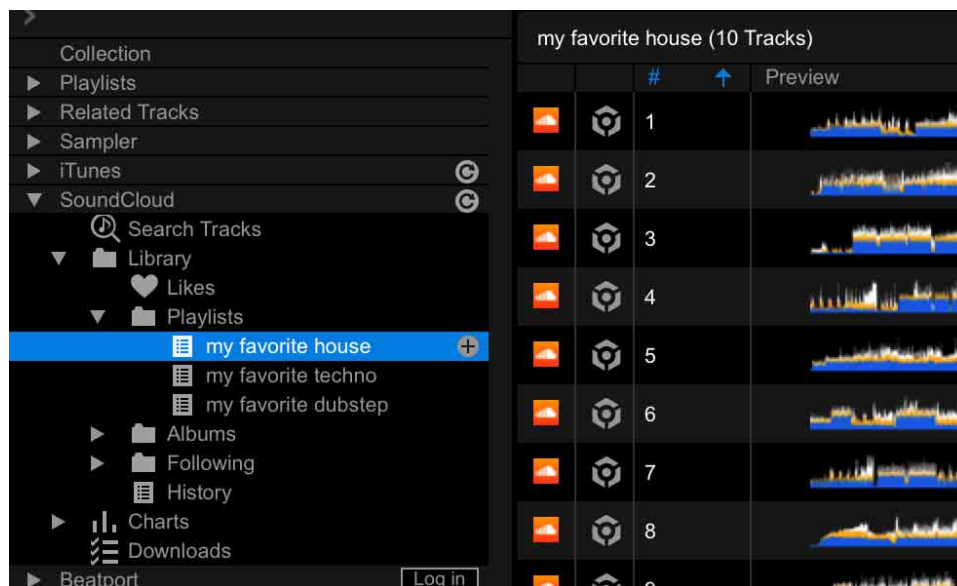 Collection
Playlists
Related Tracks
Sampler
iTunes
SoundCloud
Search Tracks
Library
Likes
Playlists
my favorite house
my favorite techno
my favorite dubstep
Albums
Following
History
Charts
Downloads
Beatport Log in
my favorite house (10 Tracks)
# Preview
1
2
3
4
5
6
7
8
9